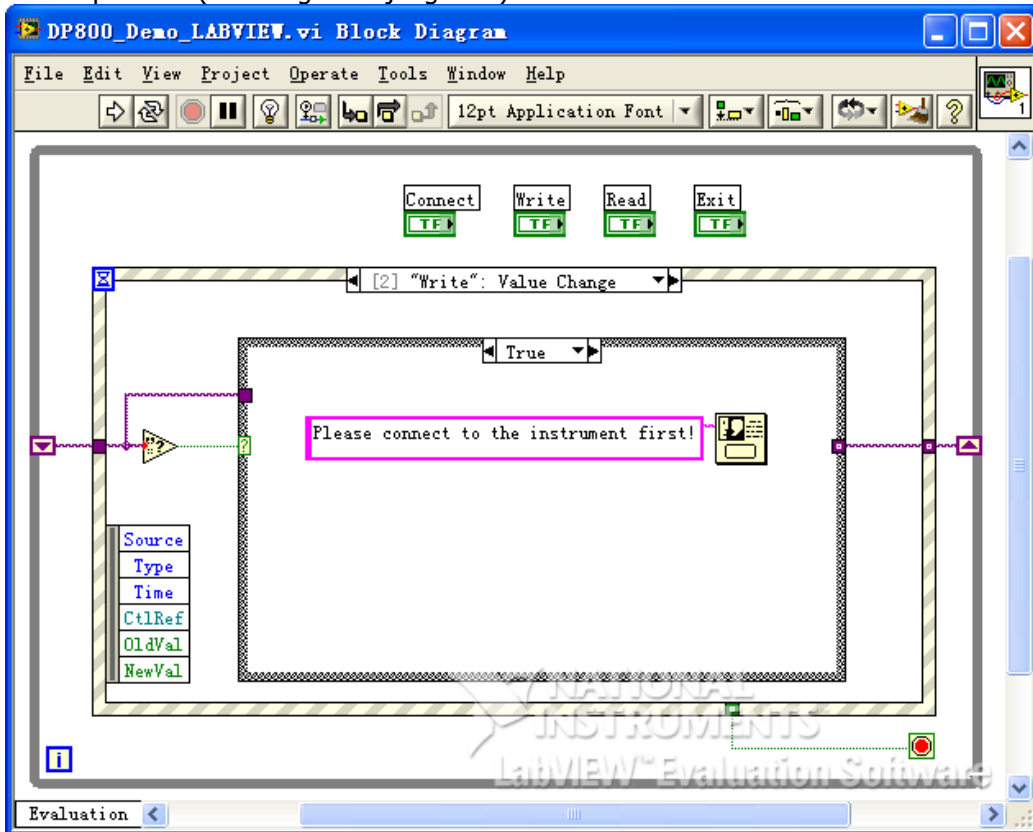 DP800_Demo_LABVIEW.vi Block Diagram
File Edit View Project Operate Tools Window Help
12pt Application Font
1
Connect Write Read Exit
TF TF TF TF
[2] "Write": Value Change
True
Please connect to the instrument first!
?
Source
Type
Time
CtlRef
OldVal
NewVal
NATIONAL
INSTRUMENTS
LabVIEW™ Evaluation Software
i
Evaluation